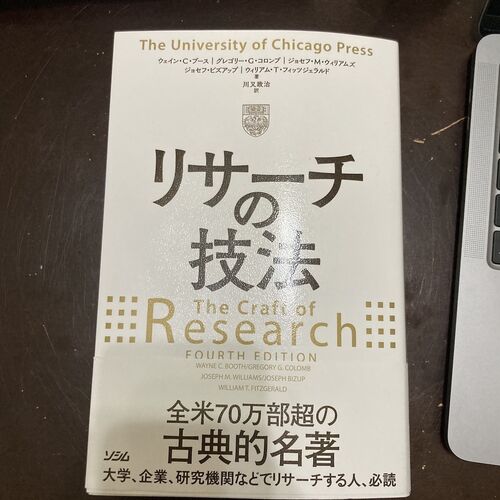 The University of Chicago Press
ウェイン・C・ブース｜グレゴリー・G・コロンブ｜ジョセフ・M・ウィリアムズ
ジョセフ・ビズアップ｜ウィリアム・T・フィッツジェラルド
著
川又政治
訳
リサーチ
の
技法
The Craft of
Research
FOURTH EDITION
WAYNE C. BOOTH/GREGORY G. COLOMB
JOSEPH M. WILLIAMS/JOSEPH BIZUP
WILLIAM T. FITZGERALD
全米70万部超の
古典的名著
ソシム
大学、企業、研究機関などでリサーチする人、必読